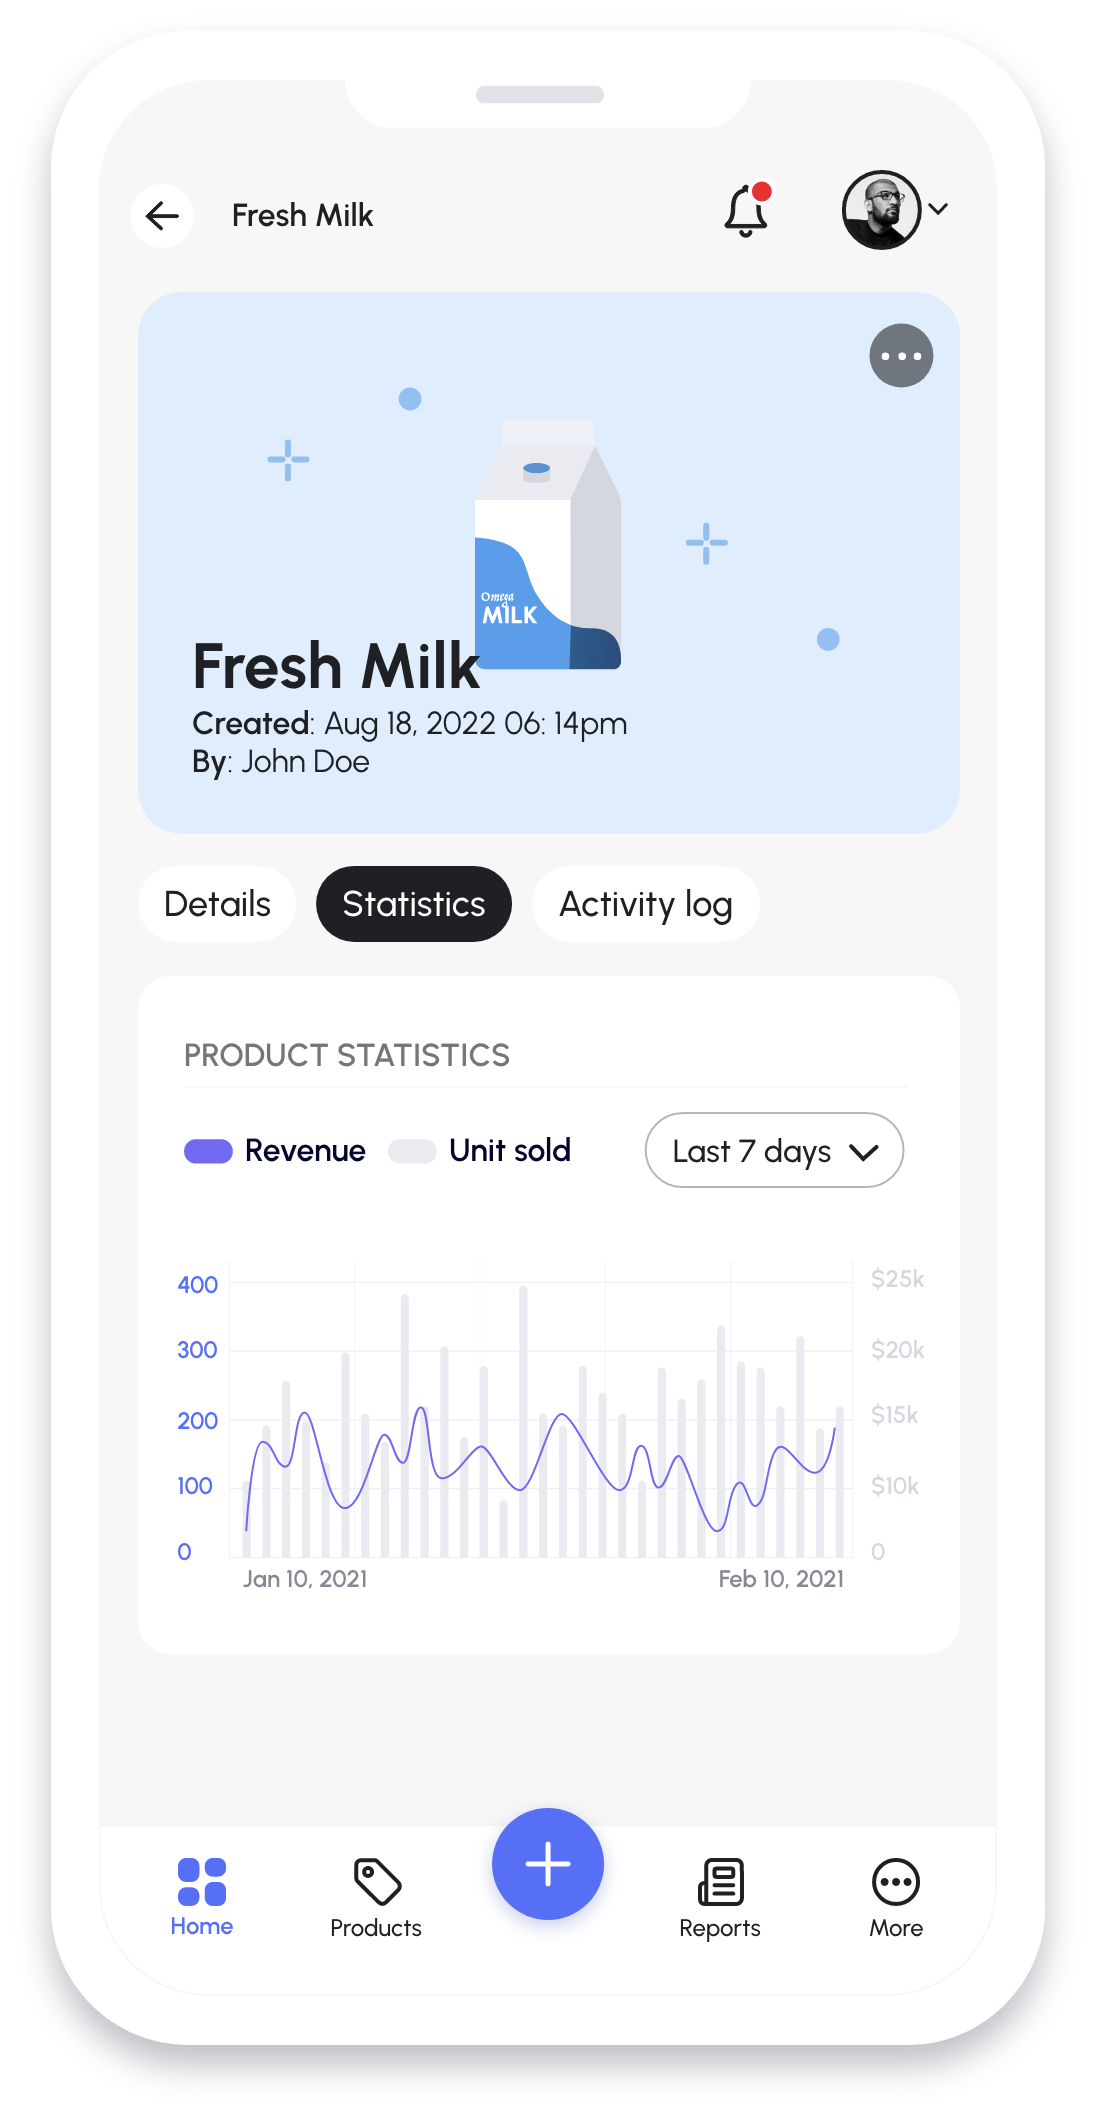 Fresh Milk
Omega
MILK
Fresh Milk
Created: Aug 18, 2022 06: 14pm
By: John Doe
Details
Statistics
Activity log
PRODUCT STATISTICS
Revenue
Unit sold
Last 7 days
400
$25k
300
$20k
200
$15k
100
$10k
0
0
Jan 10, 2021
Feb 10, 2021
Home
Products
Reports
More